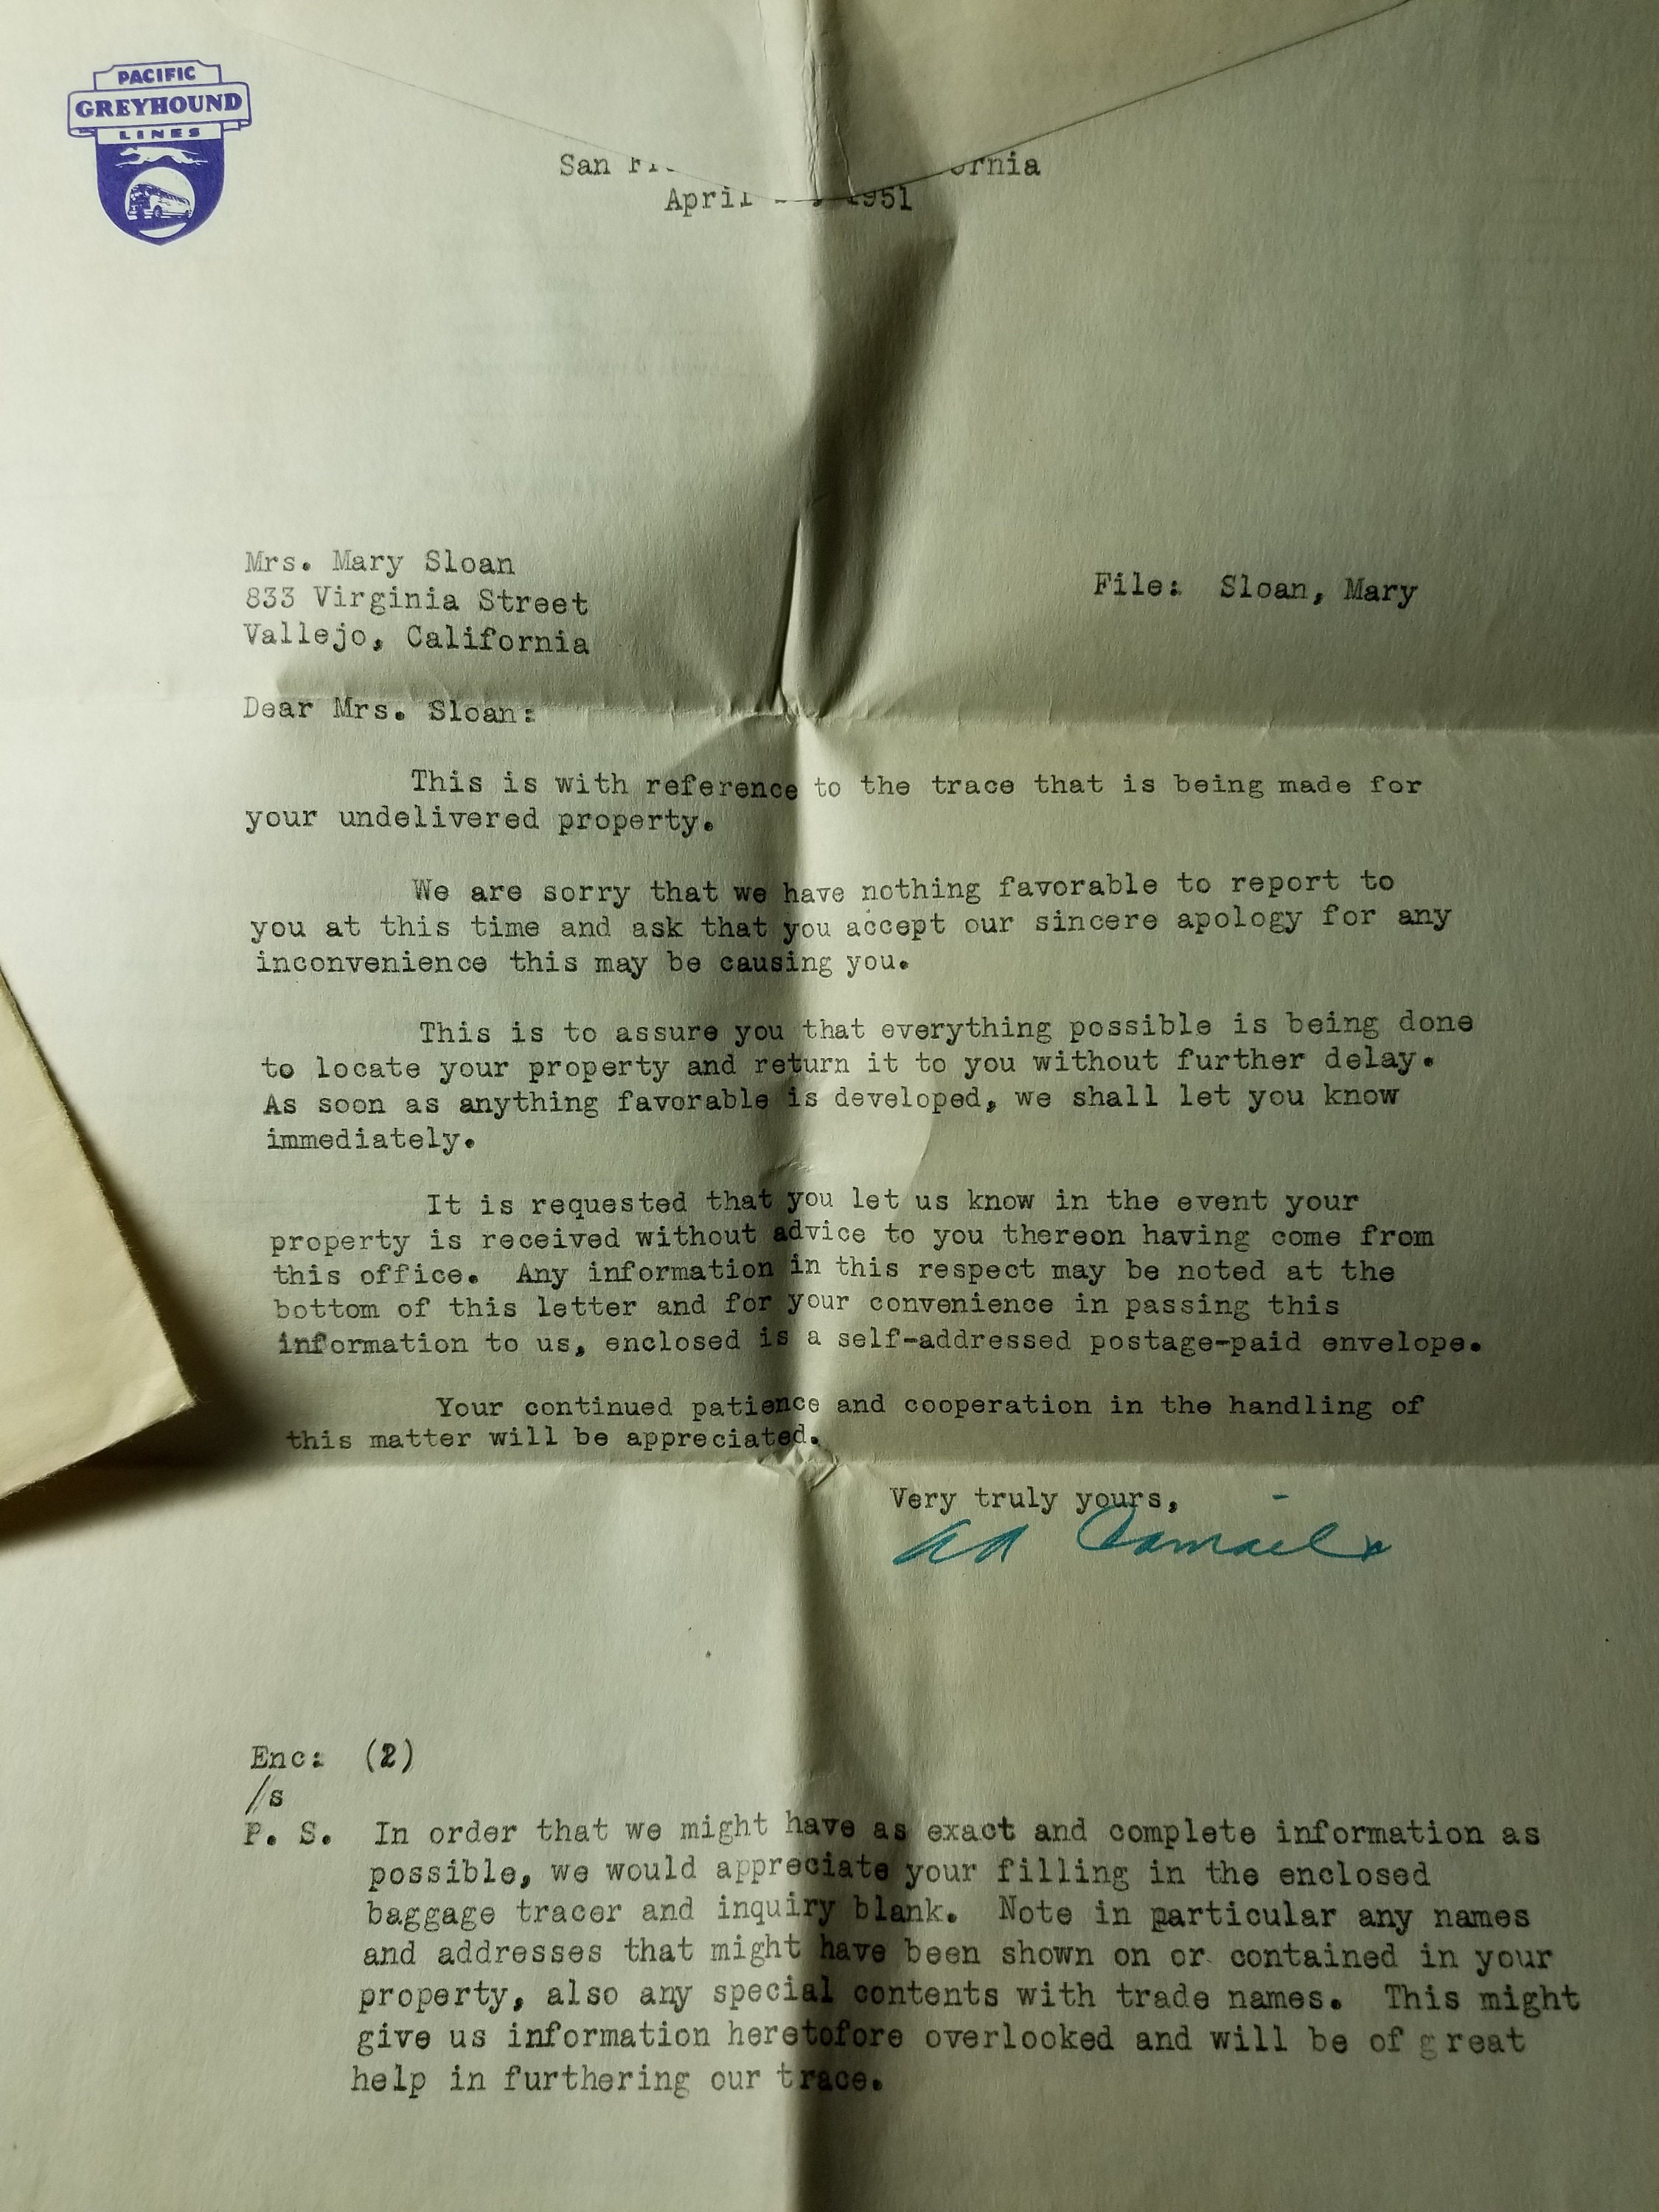 PACIFIC
GREYHOUND
LINES
San
April 1951
Mrs. Mary Sloan
833 Virginia Street
Vallejo, California
File: Sloan, Mary
Dear Mrs. Sloan:
This is with reference to the trace that is being made for
your undelivered property.
We are sorry that we have nothing favorable to report to
you at this time and ask that you accept our sincere apology for any
inconvenience this may be causing you.
This is to assure you that everything possible is being done
to locate your property and return it to you without further delay.
As soon as anything favorable is developed, we shall let you know
immediately.
It is requested that you let us know in the event your
property is received without advice to you thereon having come from
this office. Any information in this respect may be noted at the
bottom of this letter and for your convenience in passing this
information to us, enclosed is a self-addressed postage-paid envelope.
Your continued patience and cooperation in the handling of
this matter will be appreciated.
Very truly yours,
Enc: (2)
/s
P. S. In order that we might have as exact and complete information as
possible, we would appreciate your filling in the enclosed
baggage tracer and inquiry blank. Note in particular any names
and addresses that might have been shown on or contained in your
property, also any special contents with trade names. This might
give us information heretofore overlooked and will be of great
help in furthering our trace.